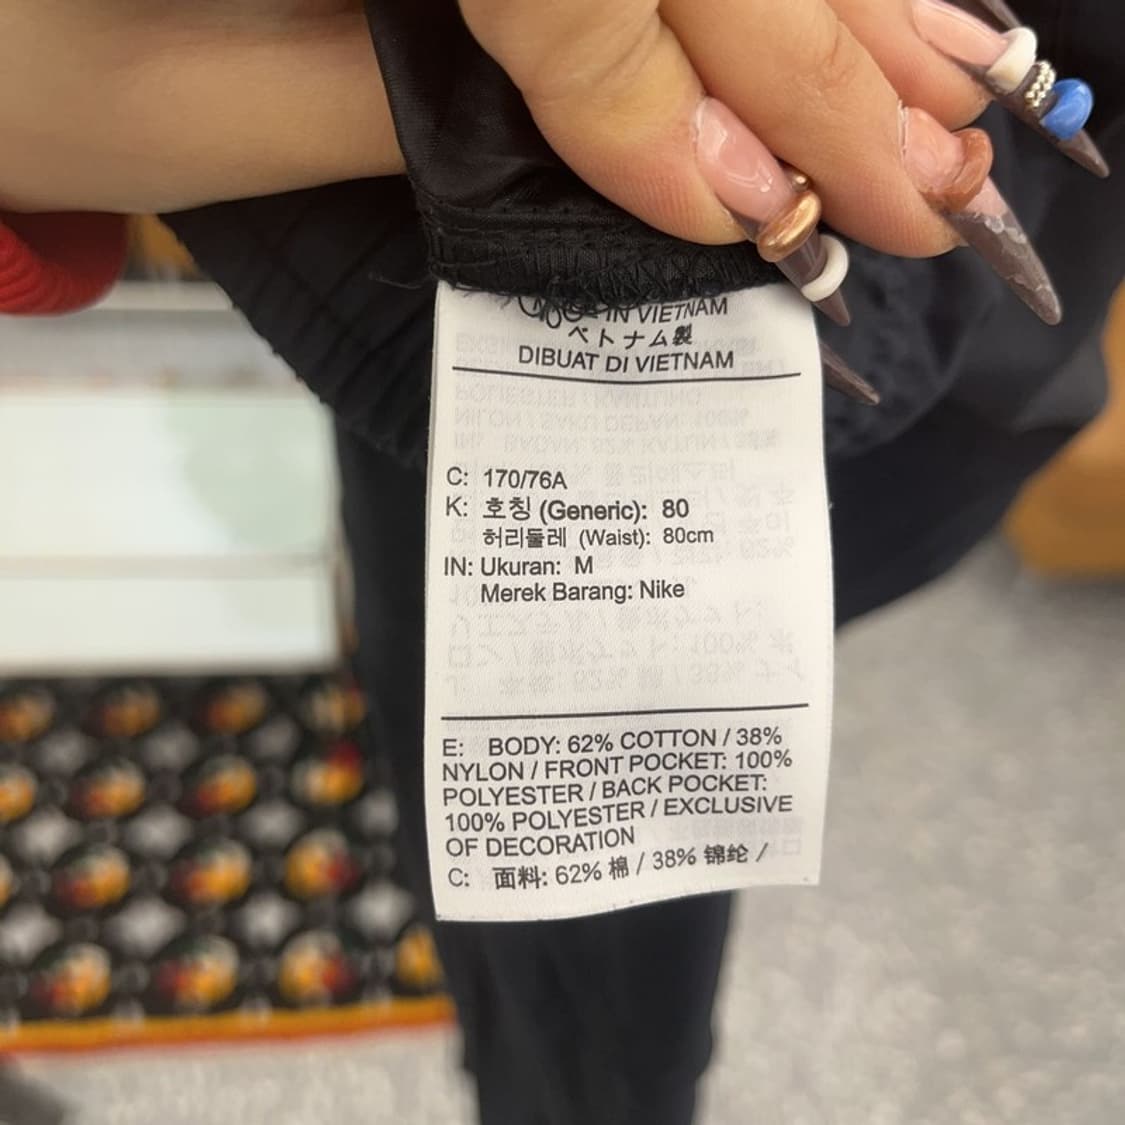 IN VIETNAM
ベトナム製
DIBUAT DI VIETNAM
C: 170/76A
K: 호칭 (Generic): 80
허리둘레 (Waist): 80cm
IN: Ukuran: M
Merek Barang: Nike
E: BODY: 62% COTTON / 38%
NYLON / FRONT POCKET: 100%
POLYESTER / BACK POCKET:
100% POLYESTER / EXCLUSIVE
OF DECORATION
C: 面料: 62% 棉 / 38% 锦纶 /